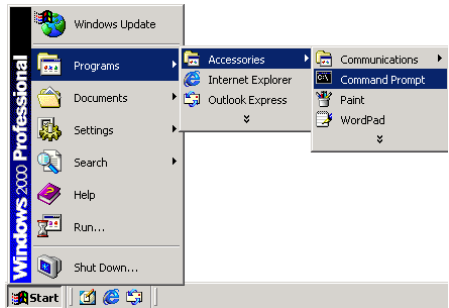 Windows Update
Programs
Documents
Settings
Search
Help
Run...
Shut Down...
Windows 2000 Professional
Accessories
Internet Explorer
Outlook Express
Communications
Command Prompt
Paint
WordPad
Start